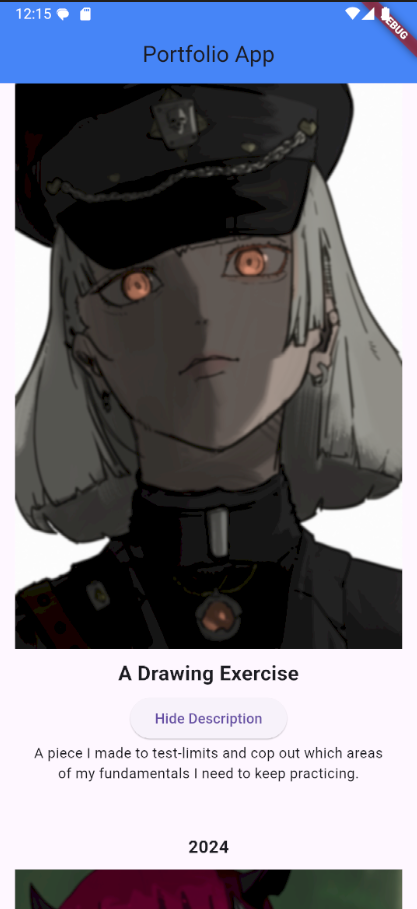 12:15
DEBUG
Portfolio App
A Drawing Exercise
Hide Description
A piece I made to test-limits and cop out which areas
of my fundamentals I need to keep practicing.
2024